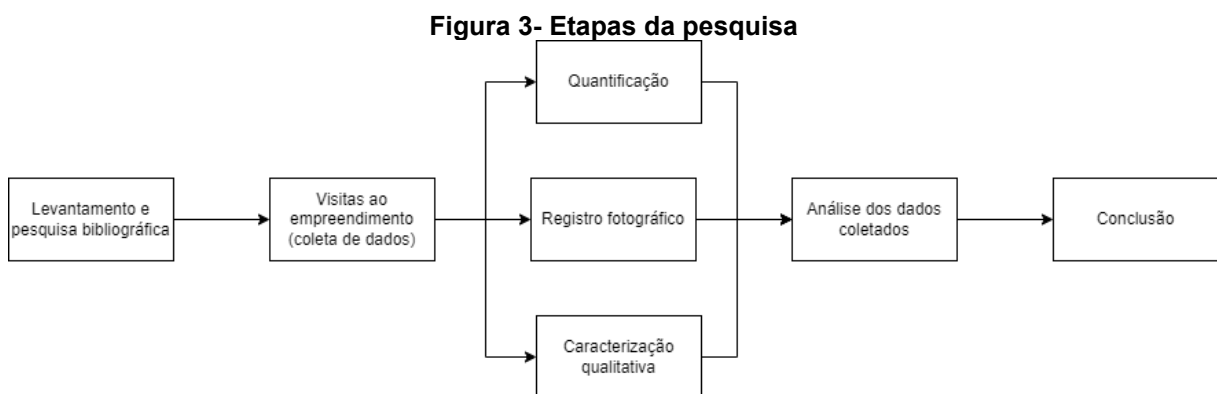 Figura 3- Etapas da pesquisa
Quantificação
Levantamento e
pesquisa bibliográfica
Visitas ao
empreendimento
(coleta de dados)
Registro fotográfico
Análise dos dados
coletados
Conclusão
Caracterização
qualitativa